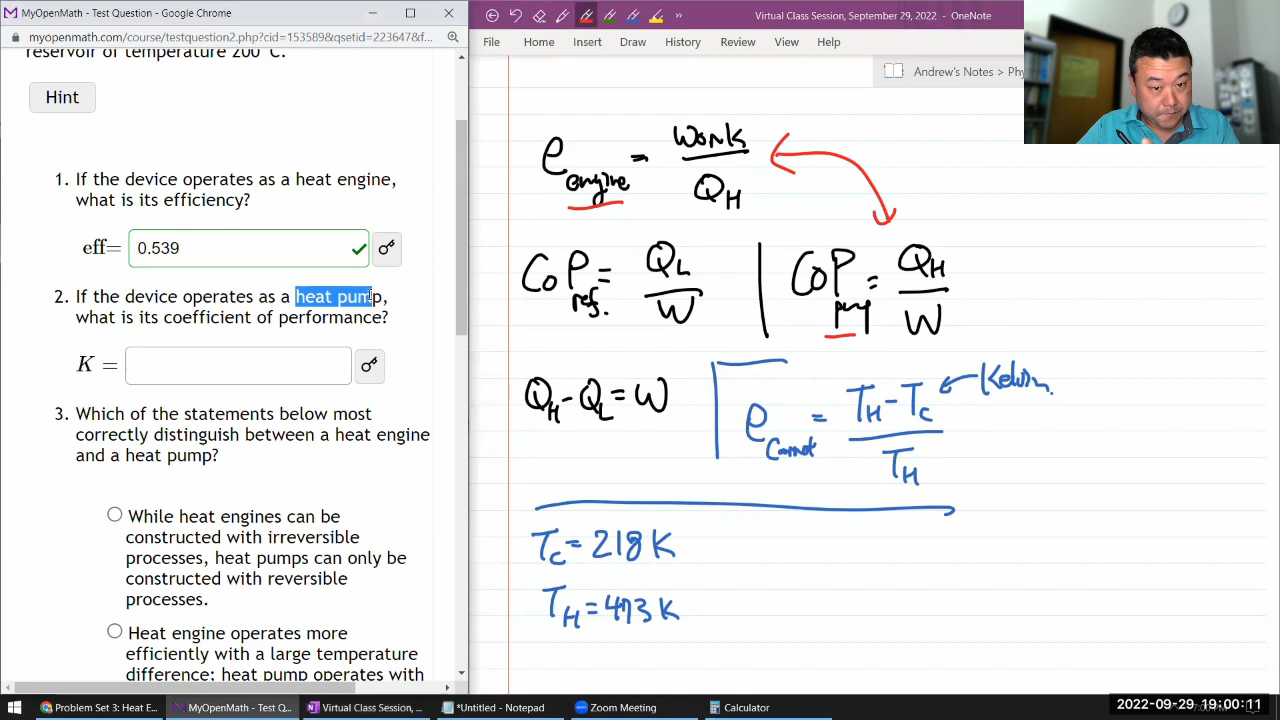 MyOpenMath - Test Question - Google Chrome
myopenmath.com/course/testquestion2.php?cid=153589&qsetid=223647&f...
reservoir of temperature 200°C.
Hint
1. If the device operates as a heat engine,
what is its efficiency?
eff= 0.539
2. If the device operates as a heat pump,
what is its coefficient of performance?
K =
3. Which of the statements below most
correctly distinguish between a heat engine
and a heat pump?
While heat engines can be
constructed with irreversible
processes, heat pumps can only be
constructed with reversible
processes.
Heat engine operates more
efficiently with a large temperature
difference; heat pump operates with
Virtual Class Session, September 29, 2022 - OneNote
File Home Insert Draw History Review View Help
Andrew's Notes > Phy
e engine = Work / QH
CoP ref. = QL / W | CoP pump = QH / W
QH - QL = W
e Carnot = TH - TC / TH
Kelvin
TC = 218 K
TH = 473 K
Problem Set 3: Heat E... MyOpenMath - Test Q... Virtual Class Session, ... *Untitled - Notepad Zoom Meeting Calculator
2022-09-29 19:00:11